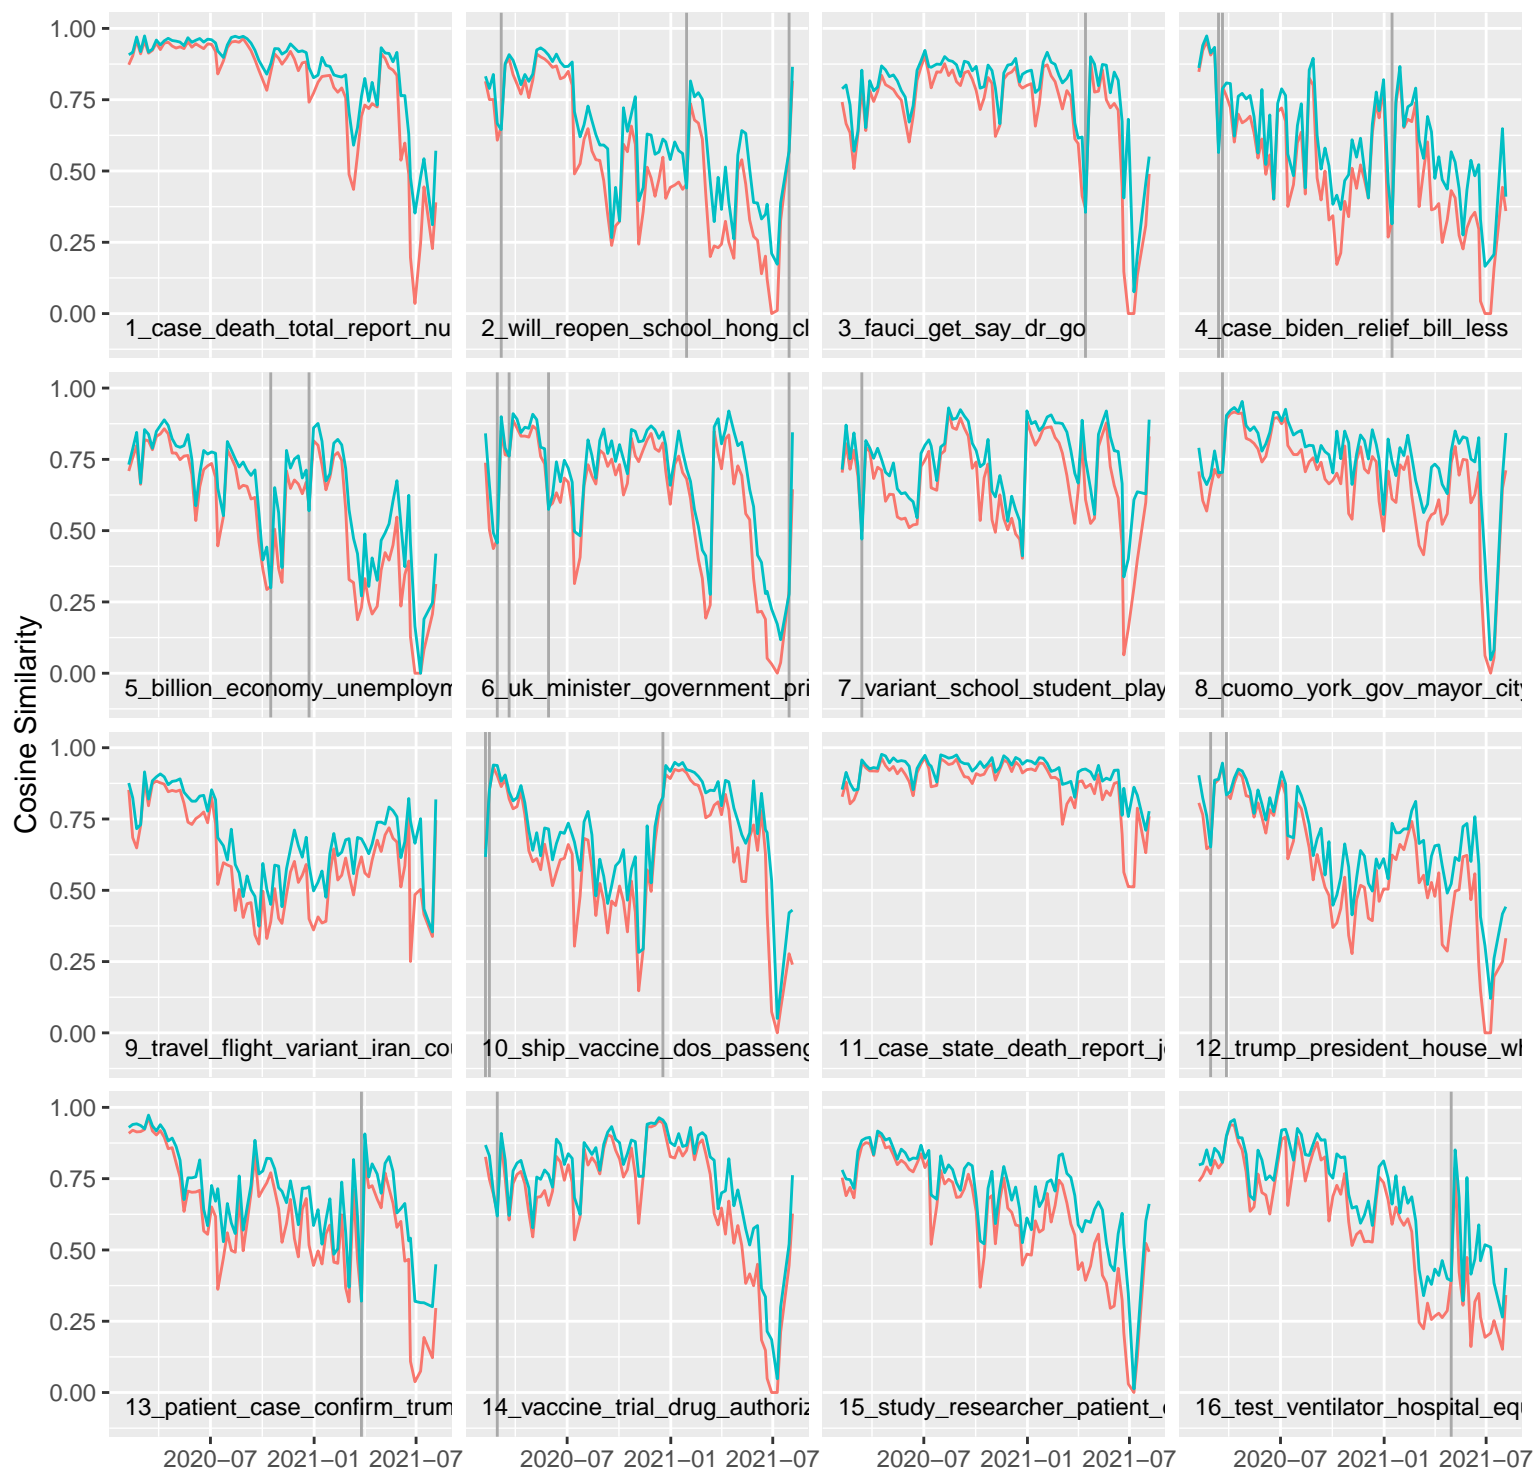 1.00
0.75
0.50
0.25
0.00
1_case_death_total_report_nu
2_will_reopen_school_hong_cl
3_fauci_get_say_dr_go
4_case_biden_relief_bill_less
1.00
0.75
0.50
0.25
0.00
5_billion_economy_unemploym
6_uk_minister_government_pri
7_variant_school_student_play
8_cuomo_york_gov_mayor_city
Cosine Similarity
1.00
0.75
0.50
0.25
0.00
9_travel_flight_variant_iran_cou
10_ship_vaccine_dos_passeng
11_case_state_death_report_j
12_trump_president_house_wh
1.00
0.75
0.50
0.25
0.00
13_patient_case_confirm_trum
14_vaccine_trial_drug_authoriz
15_study_researcher_patient_
16_test_ventilator_hospital_equ
2020−07 2021−01 2021−07 2020−07 2021−01 2021−07 2020−07 2021−01 2021−07 2020−07 2021−01 2021−07